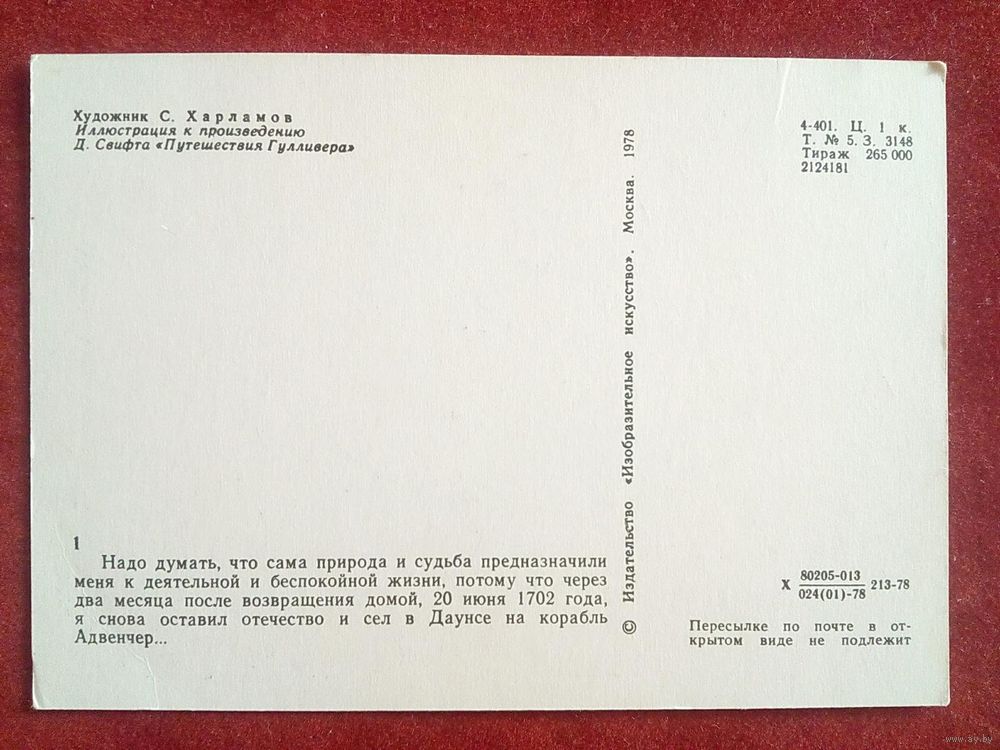 Художник С. Харламов
Иллюстрация к произведению
Д. Свифта «Путешествия Гулливера»
4-401. Ц. 1 к.
Т. № 5. З. 3148
Тираж 265 000
2124181
© Издательство «Изобразительное искусство». Москва. 1978
1
Надо думать, что сама природа и судьба предназначили
меня к деятельной и беспокойной жизни, потому что через
два месяца после возвращения домой, 20 июня 1702 года,
я снова оставил отечество и сел в Даунсе на корабль
Адвенчер...
Х 80205-013 213-78
024(01)-78
Пересылке по почте в от-
крытом виде не подлежит
www.ay.by